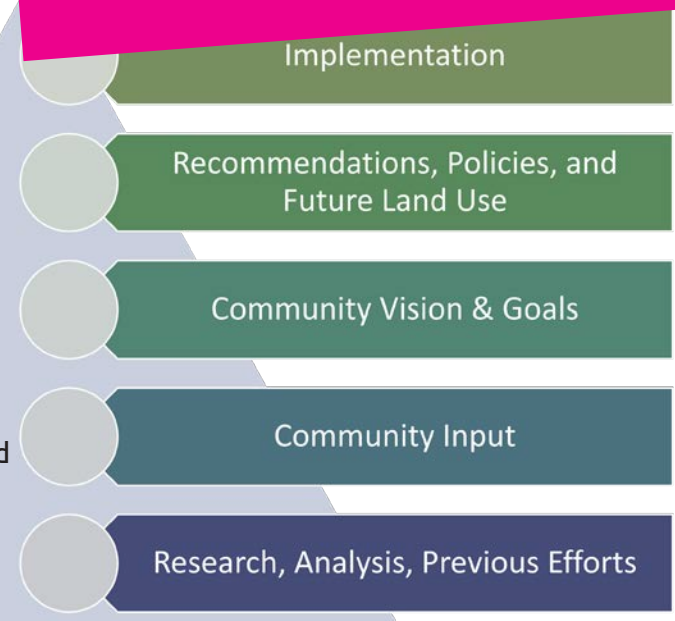 Implementation
Recommendations, Policies, and
Future Land Use
Community Vision & Goals
Community Input
Research, Analysis, Previous Efforts